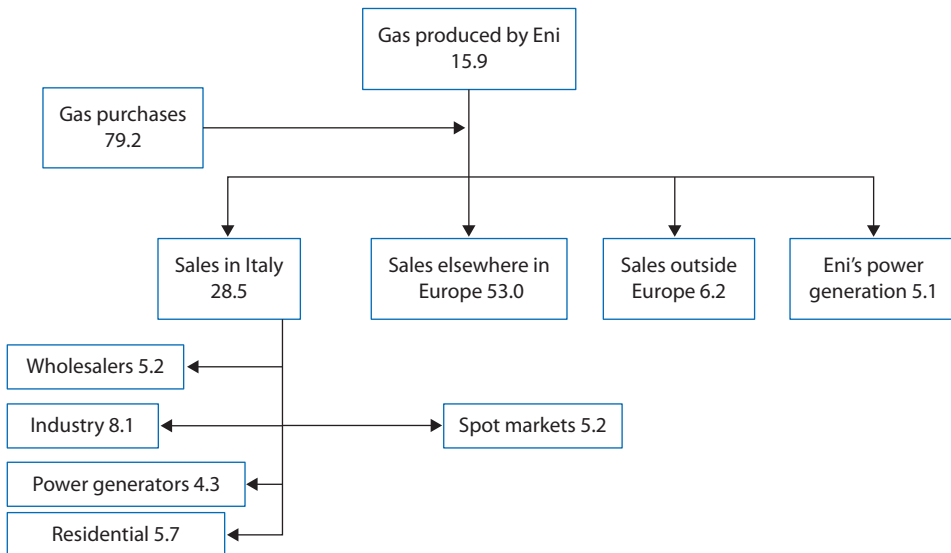 Gas produced by Eni
15.9
Gas purchases
79.2
Sales in Italy
28.5
Sales elsewhere in
Europe 53.0
Sales outside
Europe 6.2
Eni’s power
generation 5.1
Wholesalers 5.2
Industry 8.1
Spot markets 5.2
Power generators 4.3
Residential 5.7